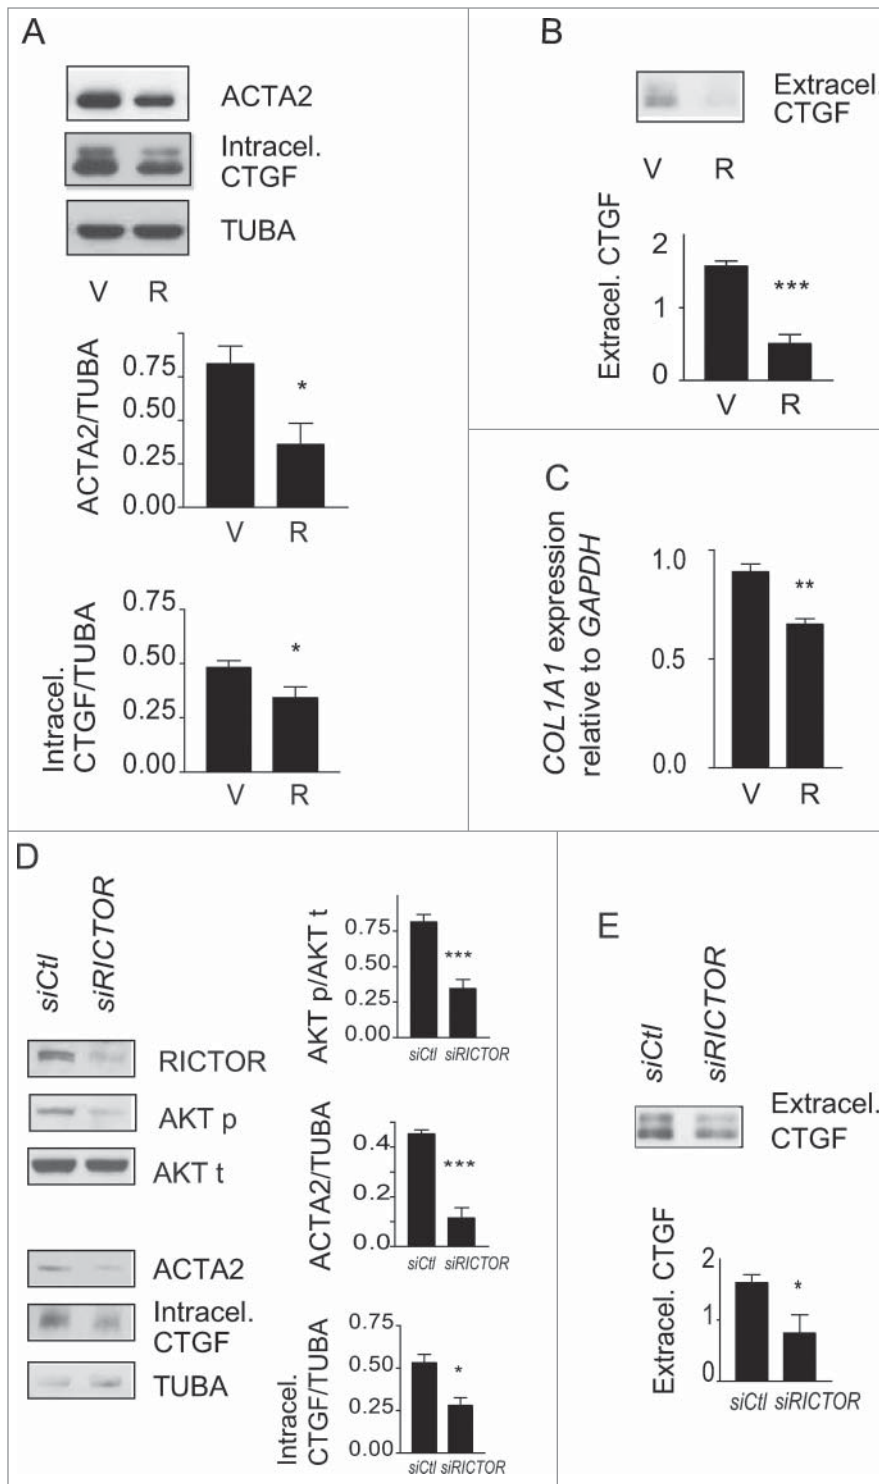 A
ACTA2
Intracel.
CTGF
TUBA
V R
ACTA2/TUBA
0.75
0.50
0.25
0.00
*
V R
Intracel.
CTGF/TUBA
0.75
0.50
0.25
0.00
*
V R
B
Extracel.
CTGF
V R
Extracel. CTGF
2
1
0
***
V R
C
COL1A1 expression
relative to GAPDH
1.0
0.5
0.0
**
V R
D
siCtl siRICTOR
RICTOR
AKT p
AKT t
ACTA2
Intracel.
CTGF
TUBA
AKT p/AKT t
0.75
0.50
0.25
0.00
***
siCtl siRICTOR
ACTA2/TUBA
0.4
0.2
0.0
***
siCtl siRICTOR
Intracel.
CTGF/TUBA
0.75
0.50
0.25
0.00
*
siCtl siRICTOR
E
siCtl siRICTOR
Extracel.
CTGF
Extracel. CTGF
2
1
0
*
siCtl siRICTOR